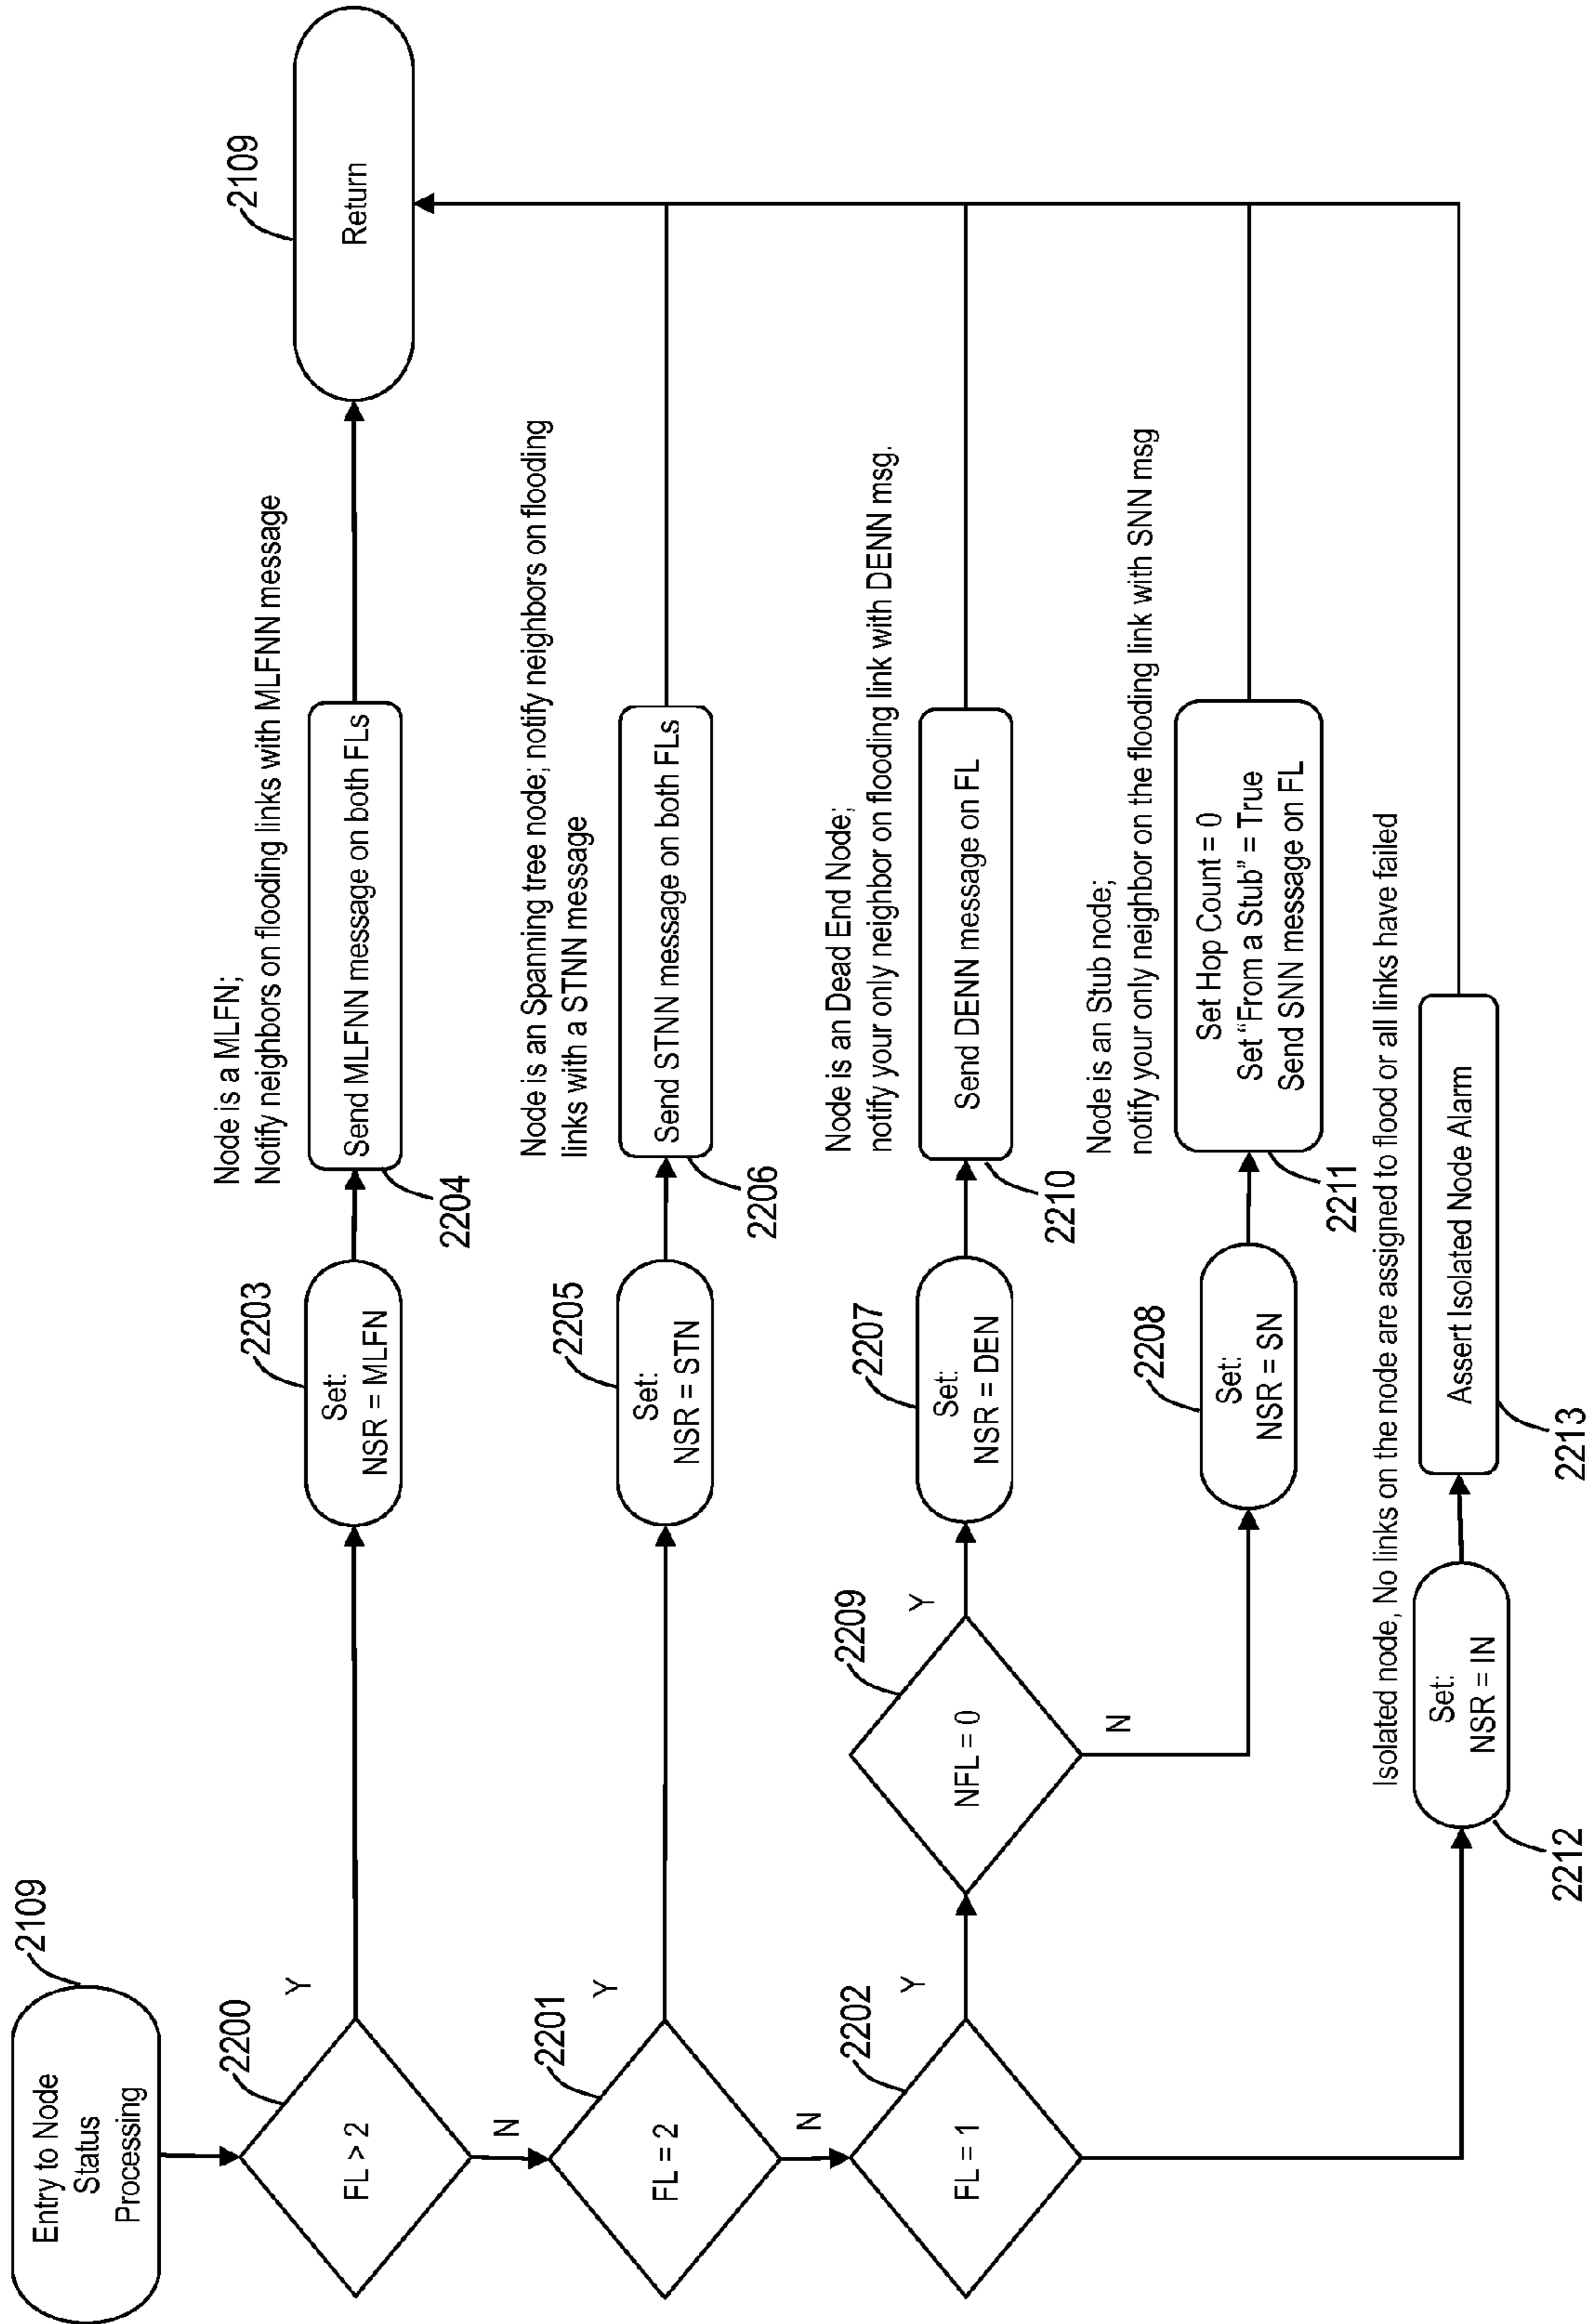 Entry to Node
Status
Processing
2109
FL > 2
2200
Y
N
Set:
NSR = MLFN
2203
Node is a MLFN;
Notify neighbors on flooding links with MLFNN message
Send MLFNN message on both FLs
2204
Return
2109
FL = 2
2201
Y
N
Set:
NSR = STN
2205
Node is an Spanning tree node; notify neighbors on flooding
links with a STNN message
Send STNN message on both FLs
2206
FL = 1
2202
Y
NFL = 0
2209
Y
N
Set:
NSR = DEN
2207
Node is an Dead End Node;
notify your only neighbor on flooding link with DENN msg.
Send DENN message on FL
2210
Set:
NSR = SN
2208
Node is an Stub node;
notify your only neighbor on the flooding link with SNN msg
Set Hop Count = 0
Set “From a Stub” = True
Send SNN message on FL
2211
Isolated node, No links on the node are assigned to flood or all links have failed
Set:
NSR = IN
2212
Assert Isolated Node Alarm
2213